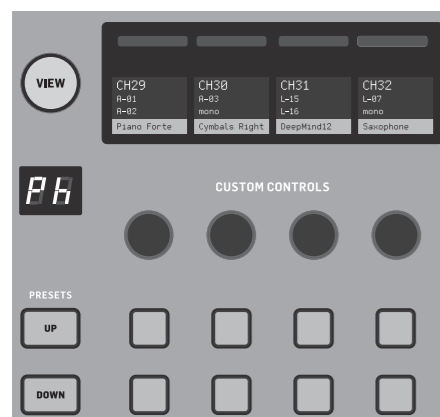 VIEW
CH29 CH30 CH31 CH32
A-01 A-03 L-15 L-07
A-02 mono L-16 mono
Piano Forte Cymbals Right DeepMind12 Saxophone
Ph
CUSTOM CONTROLS
PRESETS
UP
DOWN